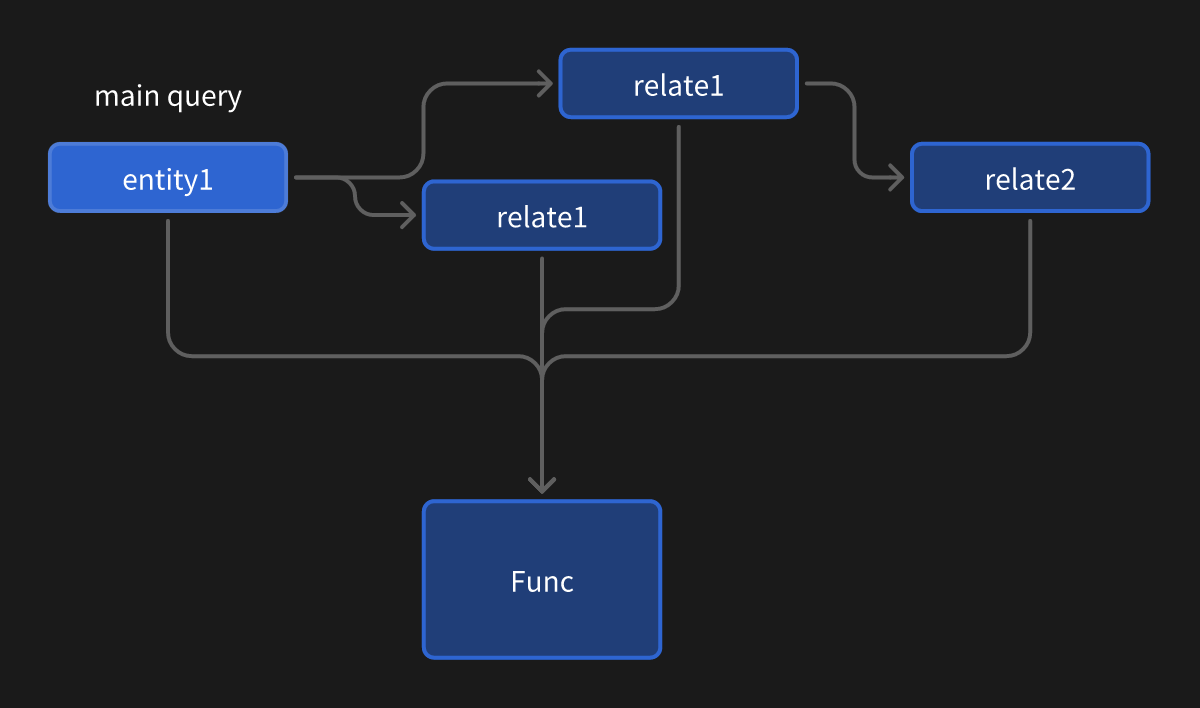 main query
entity1
relate1
relate1
relate2
Func